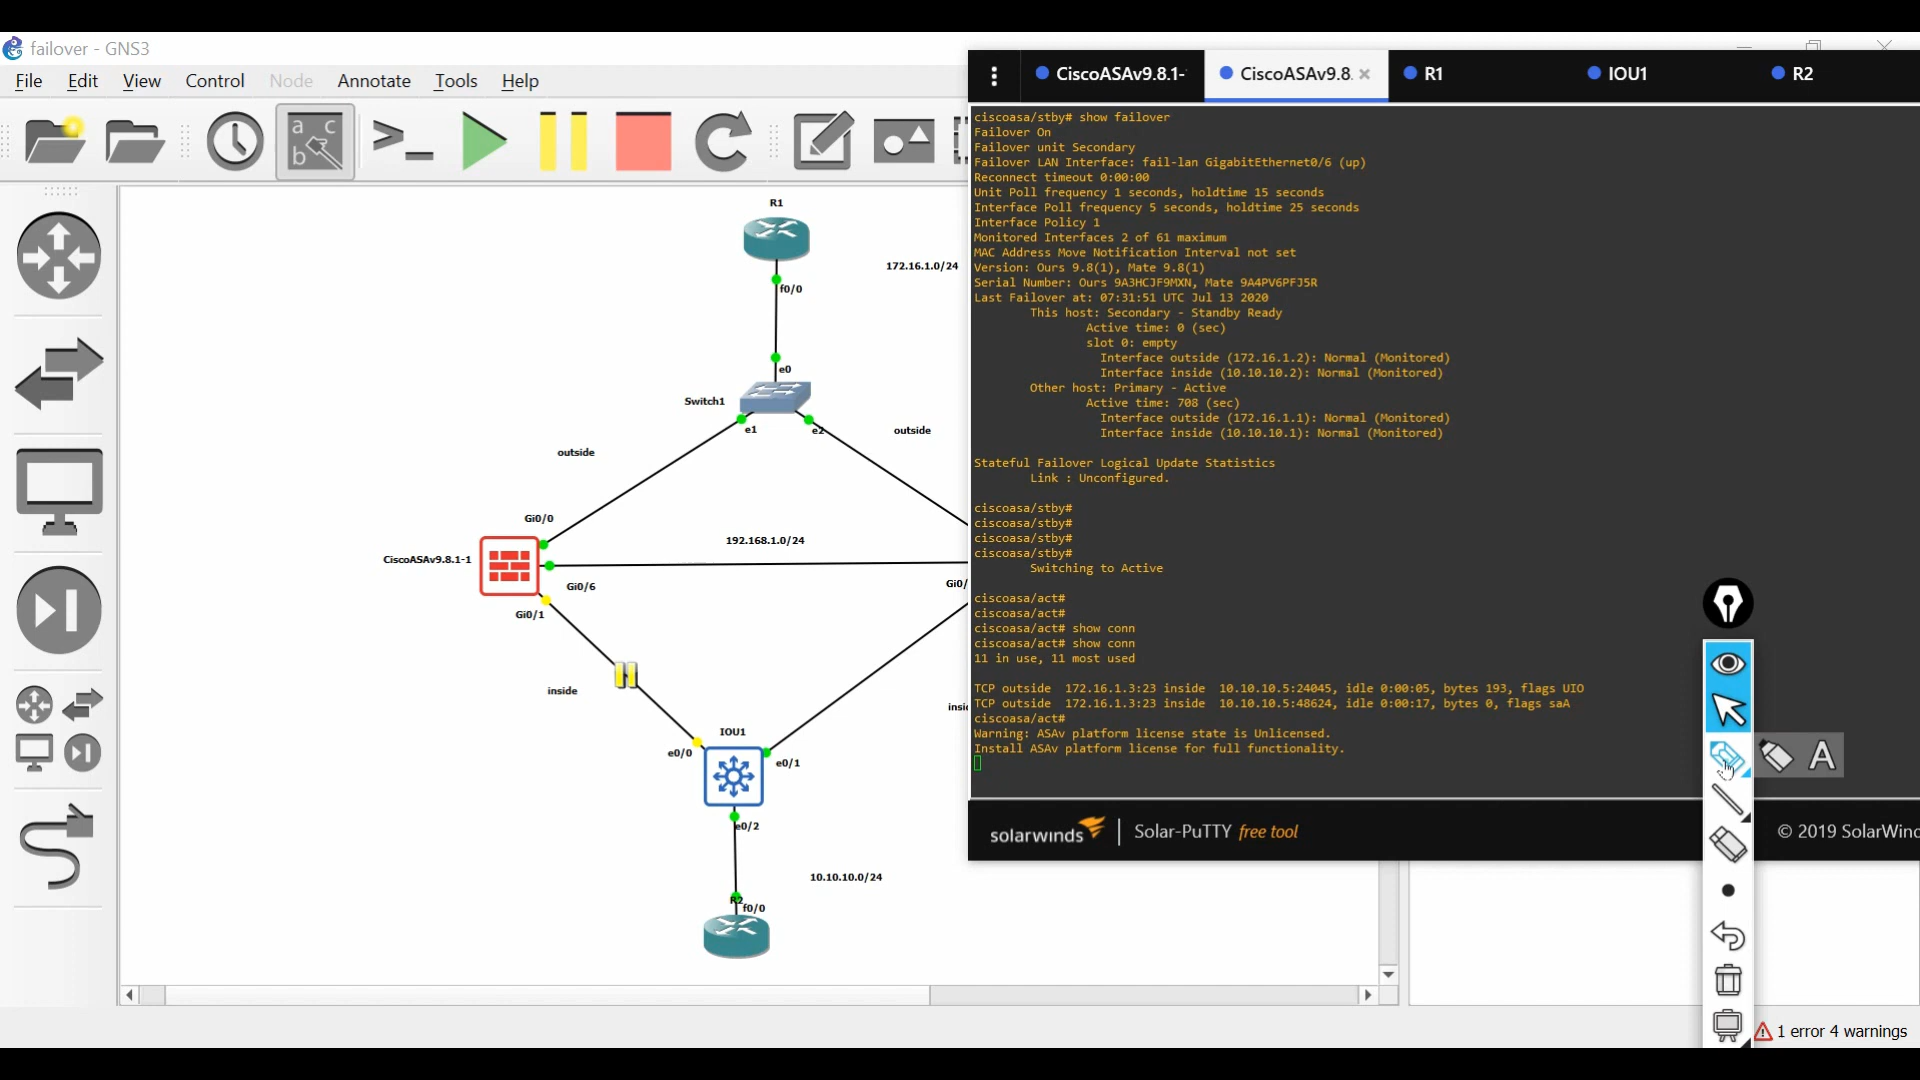 failover - GNS3
File Edit View Control Node Annotate Tools Help
CiscoASAv9.8.1- CiscoASAv9.8. R1 IOU1 R2
ciscoasa/stby# show failover
Failover On
Failover unit Secondary
Failover LAN Interface: fail-lan GigabitEthernet0/6 (up)
Reconnect timeout 0:00:00
Unit Poll frequency 1 seconds, holdtime 15 seconds
Interface Poll frequency 5 seconds, holdtime 25 seconds
Interface Policy 1
Monitored Interfaces 2 of 61 maximum
MAC Address Move Notification Interval not set
Version: Ours 9.8(1), Mate 9.8(1)
Serial Number: Ours 9A3HCJF9MXN, Mate 9A4PV6PFJ5R
Last Failover at: 07:31:51 UTC Jul 13 2020
This host: Secondary - Standby Ready
Active time: 0 (sec)
slot 0: empty
Interface outside (172.16.1.2): Normal (Monitored)
Interface inside (10.10.10.2): Normal (Monitored)
Other host: Primary - Active
Active time: 708 (sec)
Interface outside (172.16.1.1): Normal (Monitored)
Interface inside (10.10.10.1): Normal (Monitored)
Stateful Failover Logical Update Statistics
Link : Unconfigured.
ciscoasa/stby#
ciscoasa/stby#
ciscoasa/stby#
ciscoasa/stby#
Switching to Active
ciscoasa/act#
ciscoasa/act#
ciscoasa/act# show conn
ciscoasa/act# show conn
11 in use, 11 most used
TCP outside 172.16.1.3:23 inside 10.10.10.5:24045, idle 0:00:05, bytes 193, flags UIO
TCP outside 172.16.1.3:23 inside 10.10.10.5:48624, idle 0:00:17, bytes 0, flags saA
ciscoasa/act#
Warning: ASAv platform license state is Unlicensed.
Install ASAv platform license for full functionality.
solarwinds | Solar-PuTTY free tool
© 2019 SolarWinc
R1
172.16.1.0/24
f0/0
e0
Switch1
e1
e2
outside
outside
Gi0/0
192.168.1.0/24
CiscoASAv9.8.1-1
Gi0/6
Gi0/
Gi0/1
inside
insi
IOU1
e0/0
e0/1
e0/2
10.10.10.0/24
R2
f0/0
a c
b
A
1 error 4 warnings